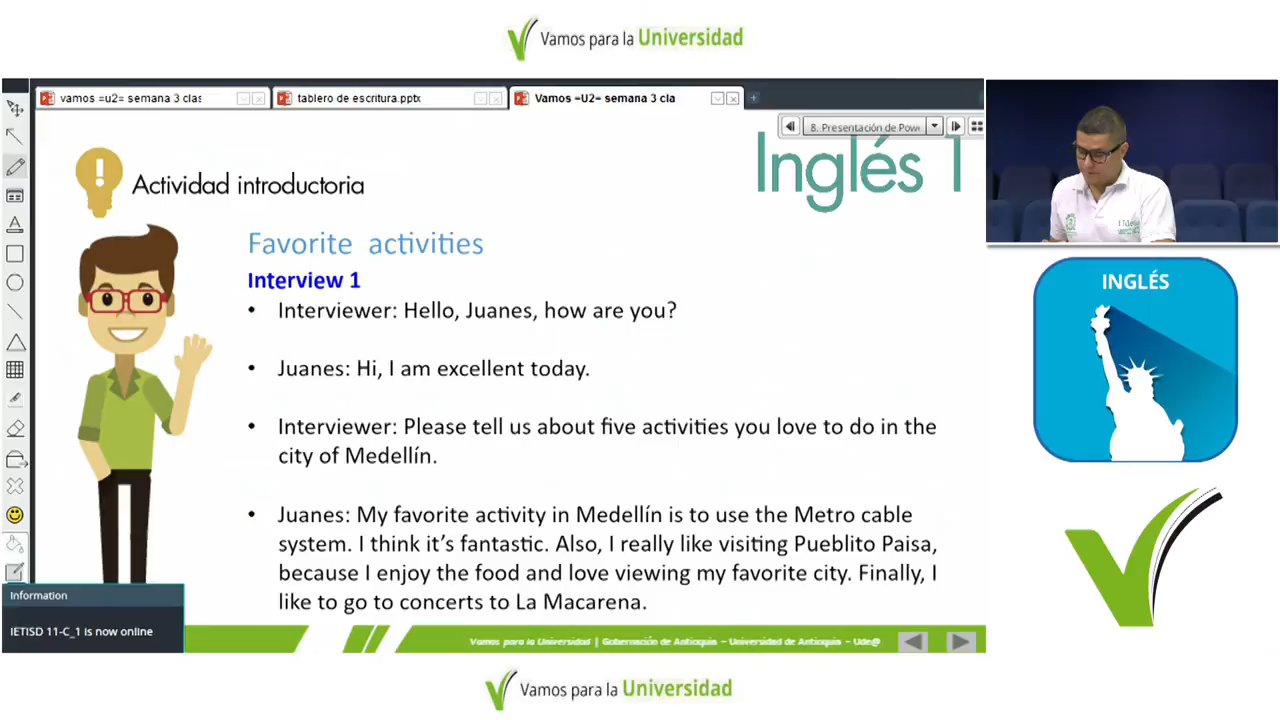 Vamos para la Universidad
vamos =u2= semana 3 clas
tablero de escritura.pptx
Vamos =U2= semana 3 cla
8. Presentación de Powe
Inglés 1
Actividad introductoria
Favorite activities
Interview 1
• Interviewer: Hello, Juanes, how are you?
• Juanes: Hi, I am excellent today.
• Interviewer: Please tell us about five activities you love to do in the
city of Medellín.
• Juanes: My favorite activity in Medellín is to use the Metro cable
system. I think it’s fantastic. Also, I really like visiting Pueblito Paisa,
because I enjoy the food and love viewing my favorite city. Finally, I
like to go to concerts to La Macarena.
INGLÉS
Information
IETISD 11-C_1 is now online
Vamos para la Universidad | Gobernación de Antioquia – Universidad de Antioquia – Ude@
Vamos para la Universidad